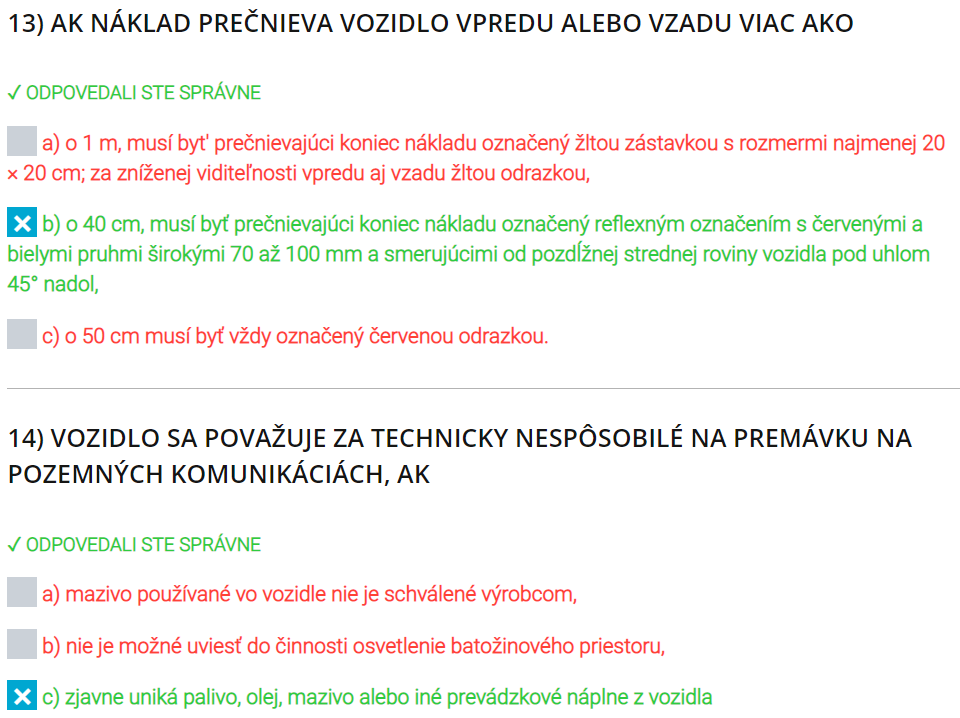 13) AK NÁKLAD PREČNIEVA VOZIDLO VPREDU ALEBO VZADU VIAC AKO
✓ ODPOVEDALI STE SPRÁVNE
a) o 1 m, musí byt' prečnievajúci koniec nákladu označený žltou zástavkou s rozmermi najmenej 20
× 20 cm; za zníženej viditeľnosti vpredu aj vzadu žltou odrazkou,
b) o 40 cm, musí byť prečnievajúci koniec nákladu označený reflexným označením s červenými a
bielymi pruhmi širokými 70 až 100 mm a smerujúcimi od pozdĺžnej strednej roviny vozidla pod uhlom
45° nadol,
c) o 50 cm musí byť vždy označený červenou odrazkou.
14) VOZIDLO SA POVAŽUJE ZA TECHNICKY NESPÔSOBILÉ NA PREMÁVKU NA
POZEMNÝCH KOMUNIKÁCIÁCH, AK
✓ ODPOVEDALI STE SPRÁVNE
a) mazivo používané vo vozidle nie je schválené výrobcom,
b) nie je možné uviesť do činnosti osvetlenie batožinového priestoru,
c) zjavne uniká palivo, olej, mazivo alebo iné prevádzkové náplne z vozidla